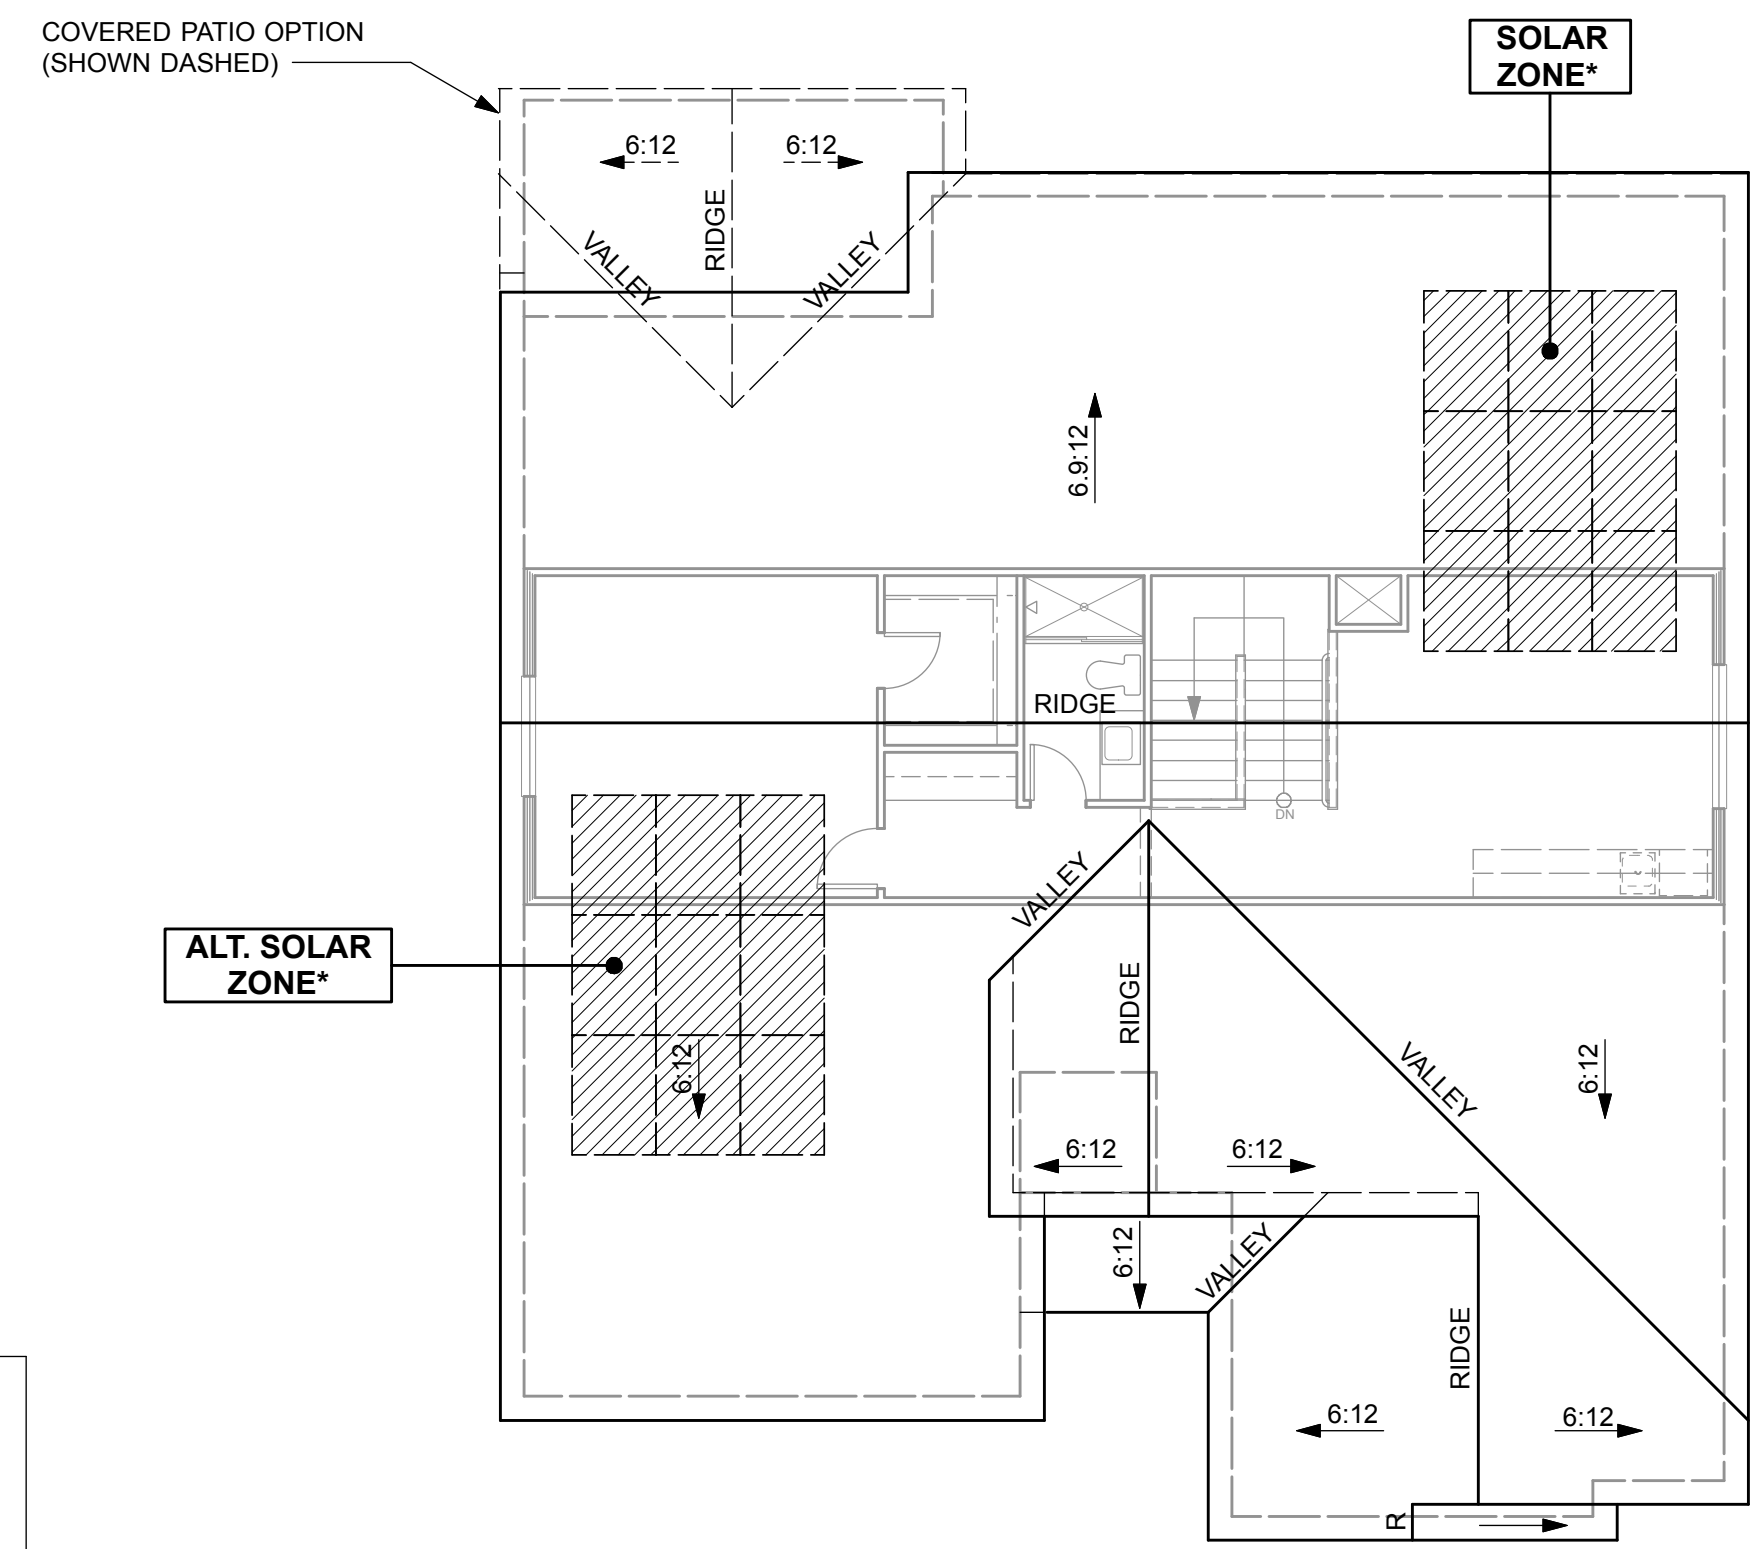 COVERED PATIO OPTION
(SHOWN DASHED)
SOLAR
ZONE*
6:12
6:12
RIDGE
VALLEY
VALLEY
6.9:12
RIDGE
DN
VALLEY
ALT. SOLAR
ZONE*
RIDGE
6:12
VALLEY
6:12
6:12
6:12
6:12
VALLEY
RIDGE
6:12
6:12
R